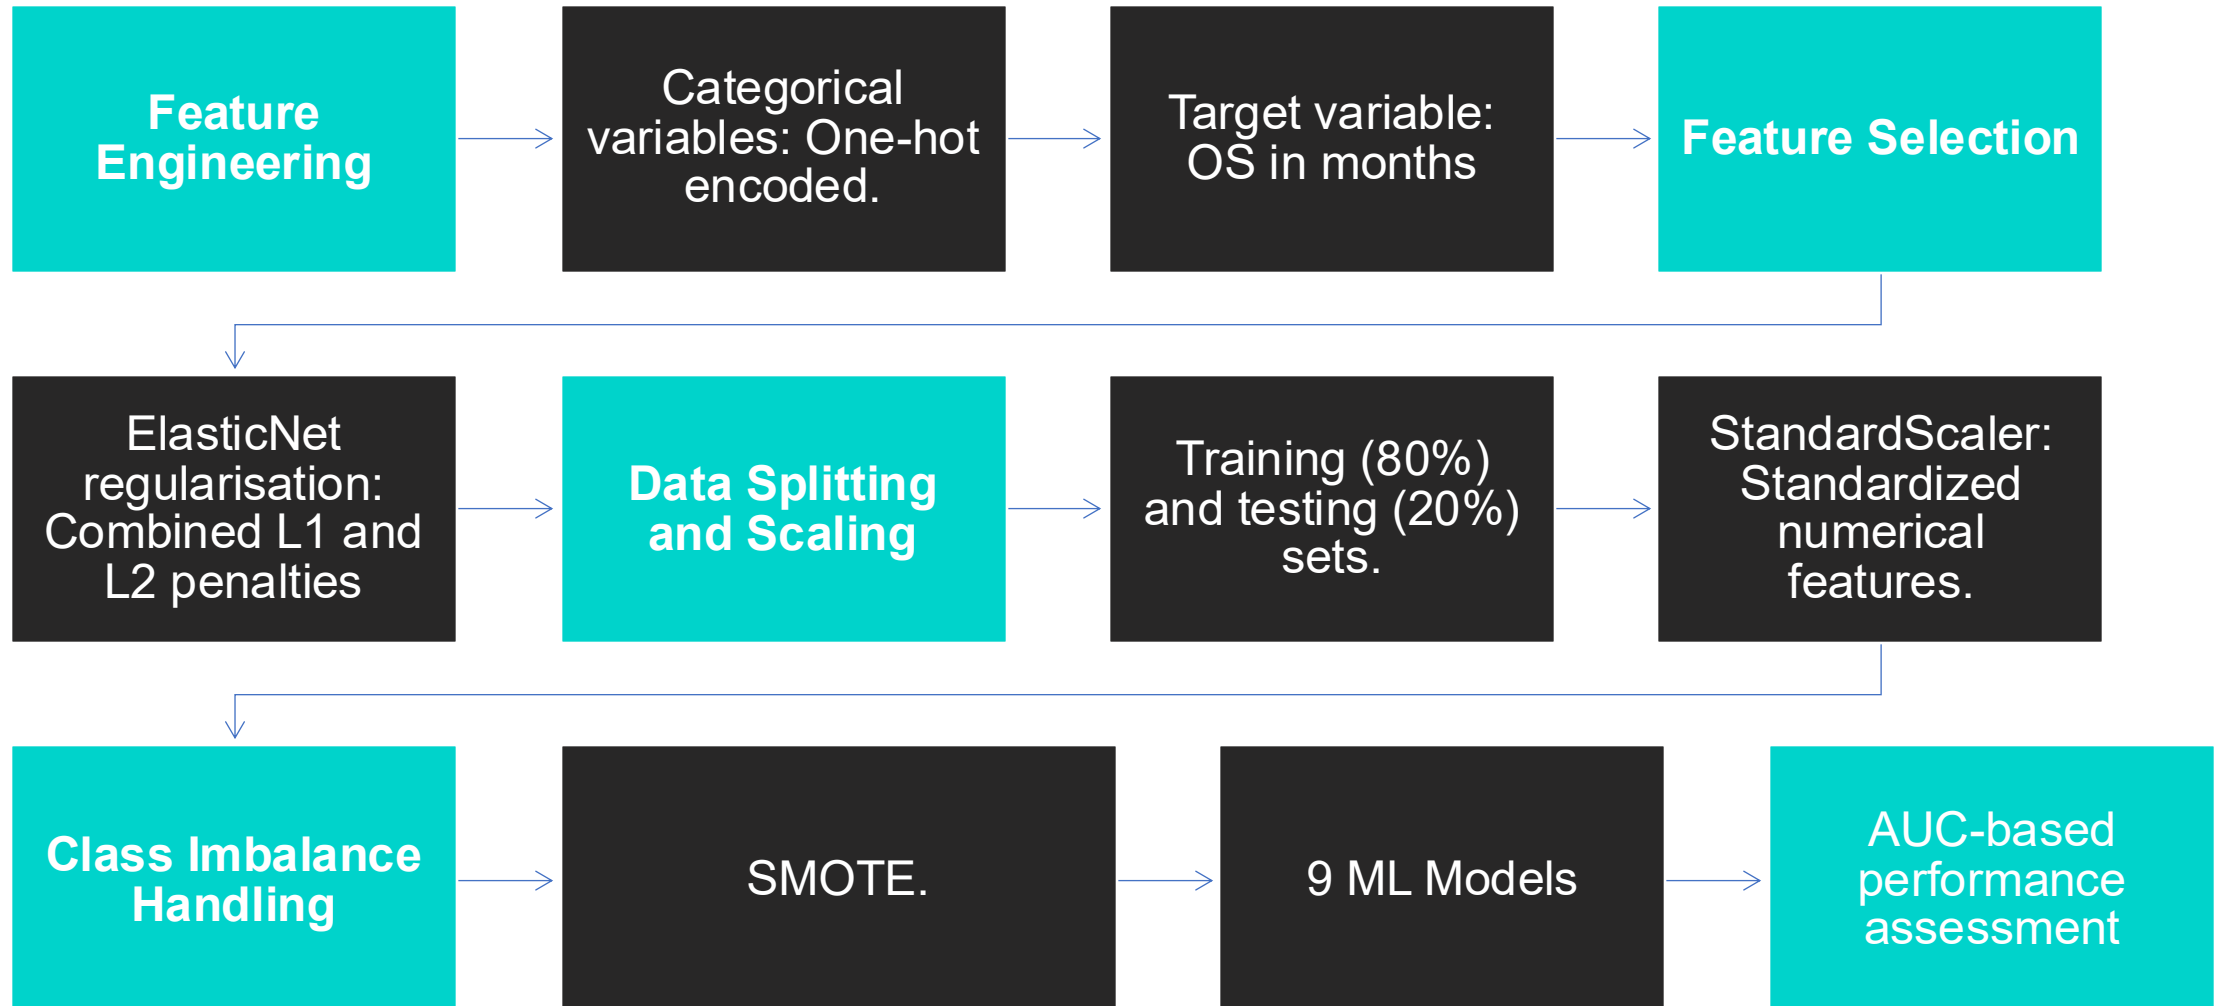 Feature
Engineering
Categorical
variables: One-hot
encoded.
Target variable:
OS in months
Feature Selection
ElasticNet
regularisation:
Combined L1 and
L2 penalties
Data Splitting
and Scaling
Training (80%)
and testing (20%)
sets.
StandardScaler:
Standardized
numerical
features.
Class Imbalance
Handling
SMOTE.
9 ML Models
AUC-based
performance
assessment